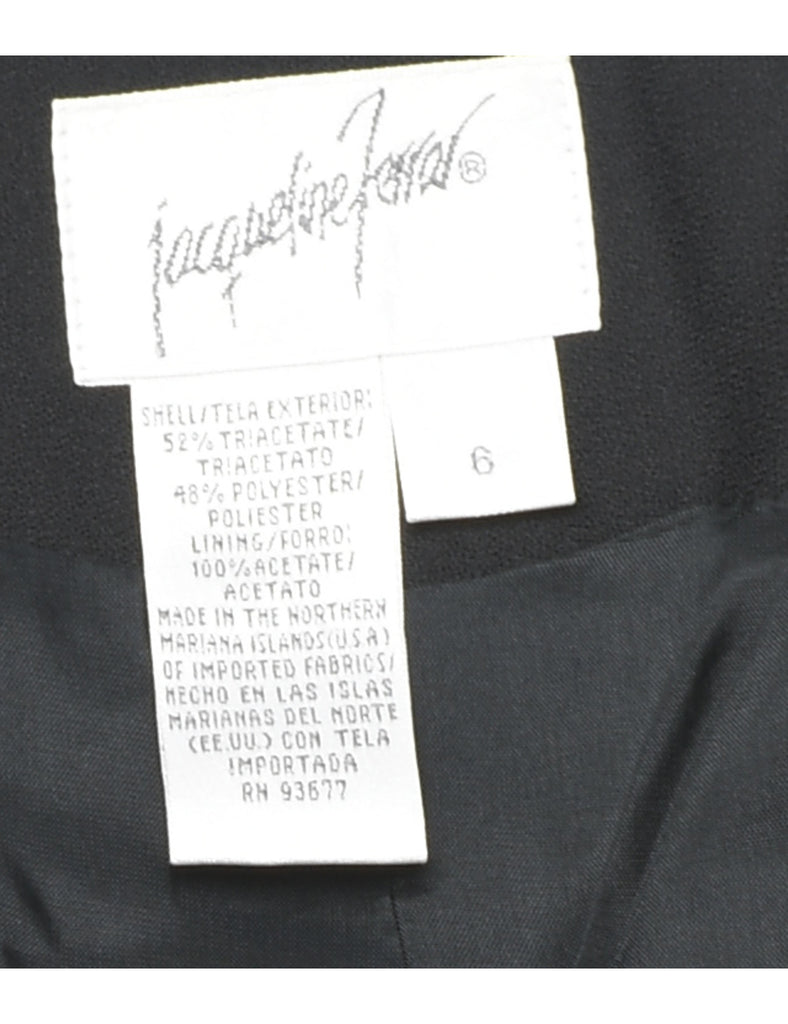 jacqueline Ferrar®
6
SHELL/TELA EXTERIOR:
52% TRIACETATE/
TRIACETATO
48% POLYESTER/
POLIESTER
LINING/FORRO:
100% ACETATE/
ACETATO
MADE IN THE NORTHERN
MARIANA ISLANDS(U.S.A)
OF IMPORTED FABRICS/
HECHO EN LAS ISLAS
MARIANAS DEL NORTE
(EE.UU.) CON TELA
IMPORTADA
RN 93677